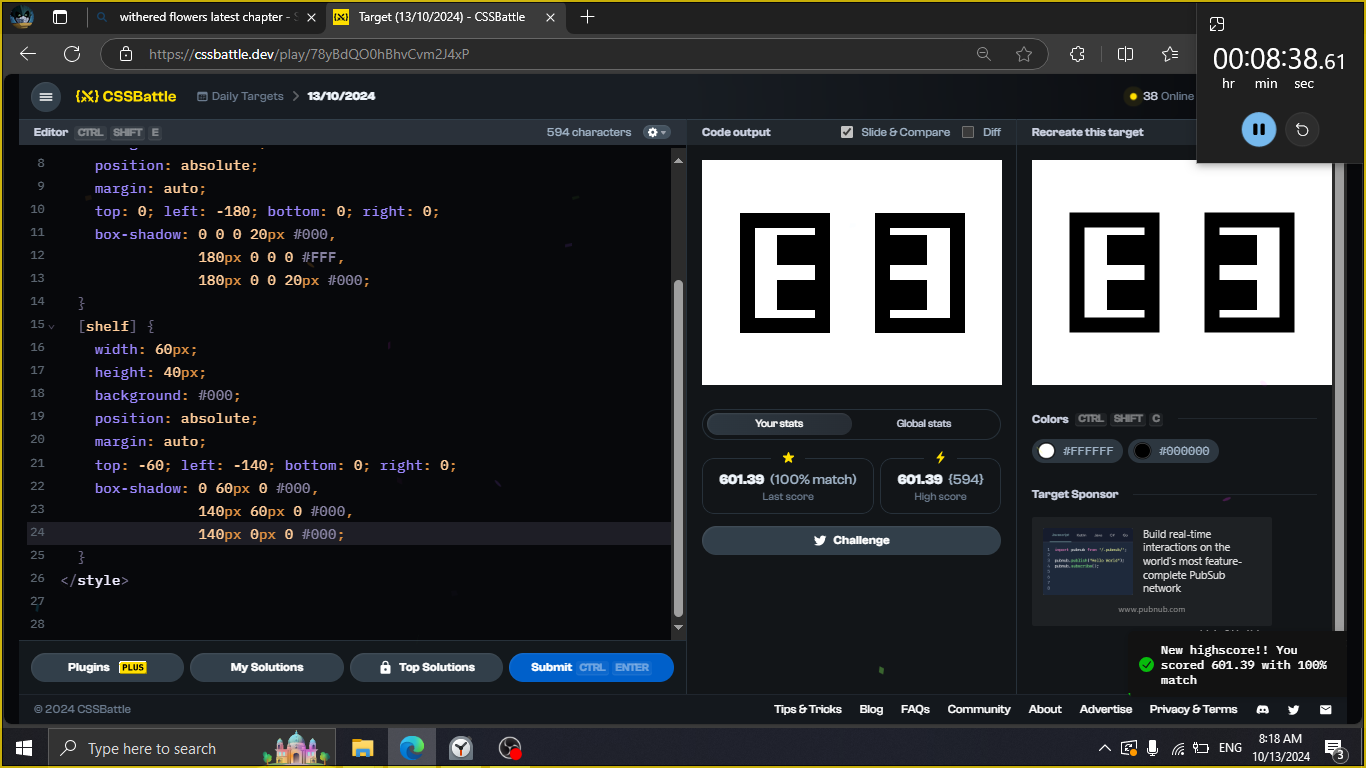 withered flowers latest chapter - S
Target (13/10/2024) - CSSBattle
https://cssbattle.dev/play/78yBdQO0hBhvCvm2J4xP
00:08:38.61
hr min sec
CSSBattle
Daily Targets > 13/10/2024
38 Online
Editor CTRL SHIFT E
594 characters
Code output
Slide & Compare
Diff
Recreate this target
8 position: absolute;
9 margin: auto;
10 top: 0; left: -180; bottom: 0; right: 0;
11 box-shadow: 0 0 0 20px #000,
12 180px 0 0 0 #FFF,
13 180px 0 0 20px #000;
14 }
15 [shelf] {
16 width: 60px;
17 height: 40px;
18 background: #000;
19 position: absolute;
20 margin: auto;
21 top: -60; left: -140; bottom: 0; right: 0;
22 box-shadow: 0 60px 0 #000,
23 140px 60px 0 #000,
24 140px 0px 0 #000;
25 }
26 </style>
27
28
Your stats
Global stats
601.39 (100% match)
Last score
601.39 {594}
High score
Challenge
Colors CTRL SHIFT C
#FFFFFF
#000000
Target Sponsor
Build real-time
interactions on the
world's most feature-
complete PubSub
network
www.pubnub.com
New highscore!! You
scored 601.39 with 100%
match
Plugins PLUS
My Solutions
Top Solutions
Submit CTRL ENTER
© 2024 CSSBattle
Tips & Tricks
Blog
FAQs
Community
About
Advertise
Privacy & Terms
Type here to search
ENG
8:18 AM
10/13/2024
3